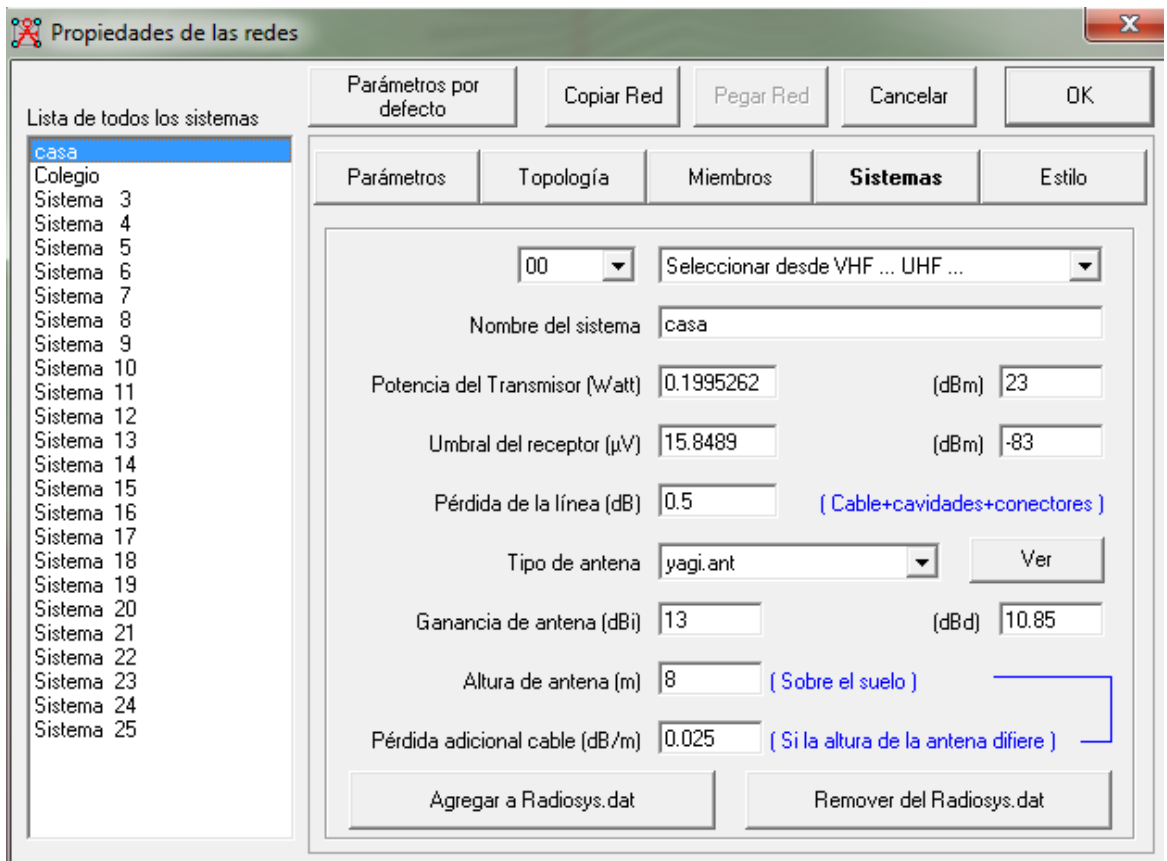 Propiedades de las redes
x
Parámetros por defecto
Copiar Red
Pegar Red
Cancelar
OK
Lista de todos los sistemas
casa
Colegio
Sistema 3
Sistema 4
Sistema 5
Sistema 6
Sistema 7
Sistema 8
Sistema 9
Sistema 10
Sistema 11
Sistema 12
Sistema 13
Sistema 14
Sistema 15
Sistema 16
Sistema 17
Sistema 18
Sistema 19
Sistema 20
Sistema 21
Sistema 22
Sistema 23
Sistema 24
Sistema 25
Parámetros Topología Miembros Sistemas Estilo
00 Seleccionar desde VHF ... UHF ...
Nombre del sistema casa
Potencia del Transmisor (Watt) 0.1995262 (dBm) 23
Umbral del receptor (µV) 15.8489 (dBm) -83
Pérdida de la línea (dB) 0.5 ( Cable+cavidades+conectores )
Tipo de antena yagi.ant Ver
Ganancia de antena (dBi) 13 (dBd) 10.85
Altura de antena (m) 8 ( Sobre el suelo )
Pérdida adicional cable (dB/m) 0.025 ( Si la altura de la antena difiere )
Agregar a Radiosys.dat Remover del Radiosys.dat